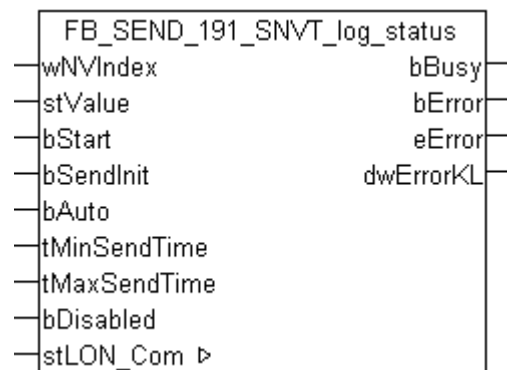 FB_SEND_191_SNVT_log_status
wNVIndex bBusy
stValue bError
bStart eError
bSendInit dwErrorKL
bAuto
tMinSendTime
tMaxSendTime
bDisabled
stLON_Com ▷